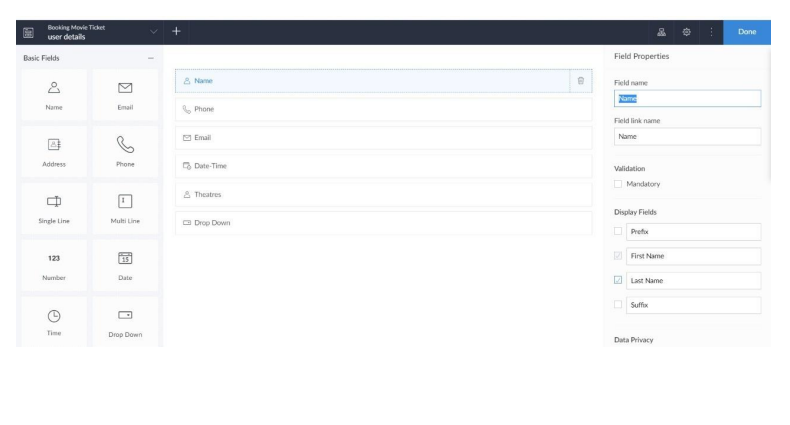 Booking Movie Ticket
user details
Done
Basic Fields
Name
Email
Address
Phone
Single Line
Multi Line
123
Number
15
Date
Time
Drop Down
Name
Phone
Email
Date-Time
Theatres
Drop Down
Field Properties
Field name
Name
Field link name
Name
Validation
Mandatory
Display Fields
Prefix
First Name
Last Name
Suffix
Data Privacy